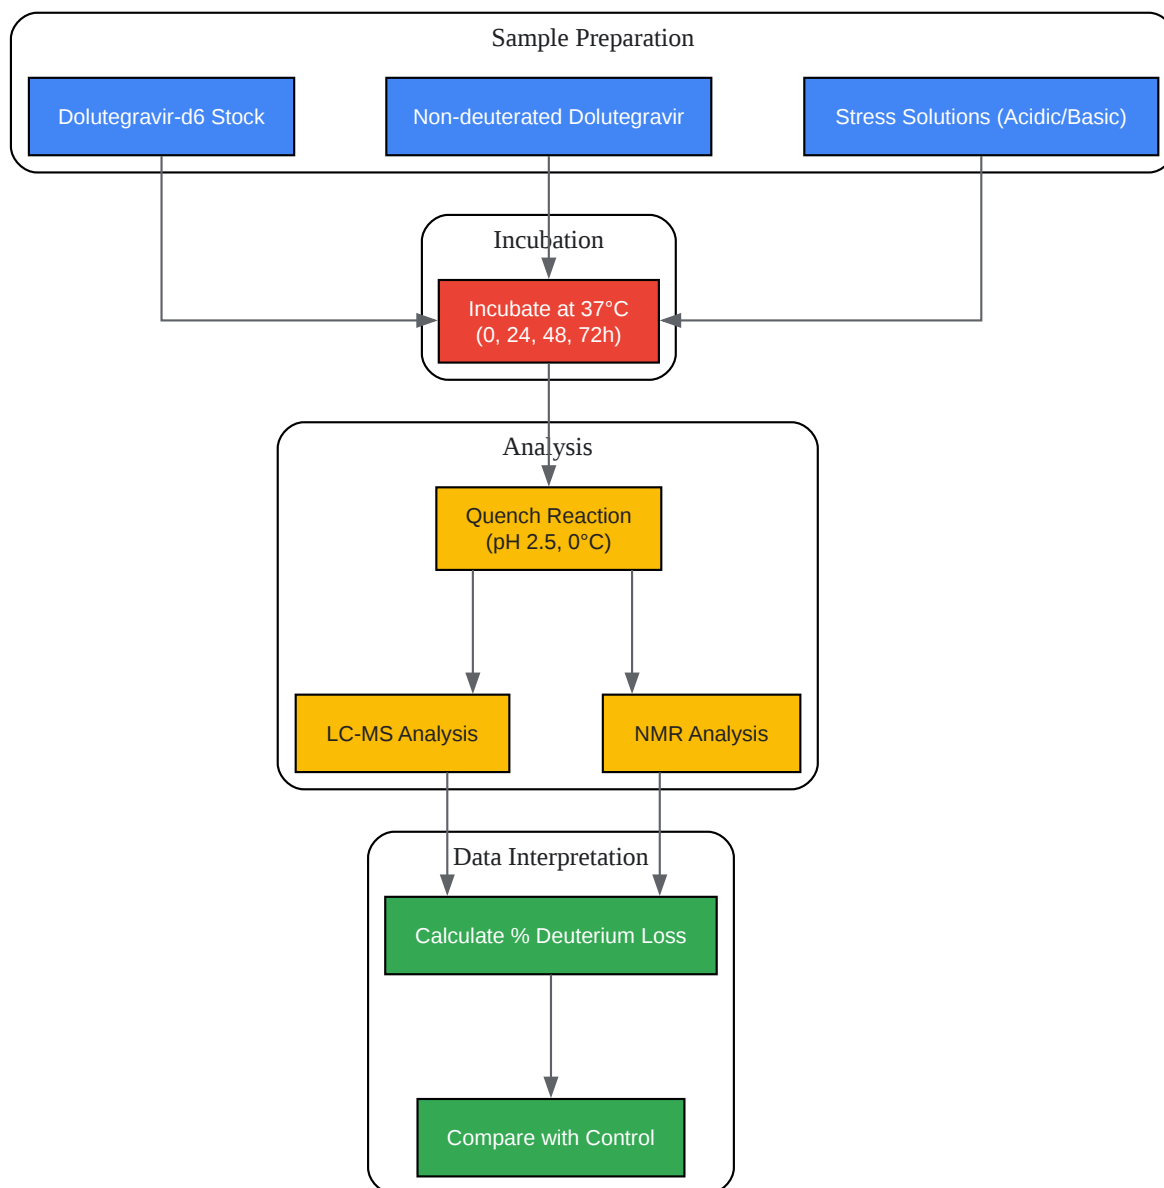 Sample Preparation
Dolutegravir-d6 Stock
Non-deuterated Dolutegravir
Stress Solutions (Acidic/Basic)
Incubation
Incubate at 37°C
(0, 24, 48, 72h)
Analysis
Quench Reaction
(pH 2.5, 0°C)
LC-MS Analysis
NMR Analysis
Data Interpretation
Calculate % Deuterium Loss
Compare with Control